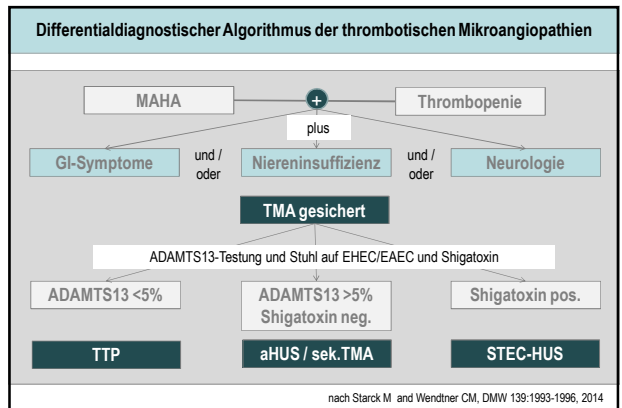 Differentialdiagnostischer Algorithmus der thrombotischen Mikroangiopathien
MAHA + Thrombopenie
plus
GI-Symptome und / oder Niereninsuffizienz und / oder Neurologie
TMA gesichert
ADAMTS13-Testung und Stuhl auf EHEC/EAEC und Shigatoxin
ADAMTS13 <5%
ADAMTS13 >5%
Shigatoxin neg.
Shigatoxin pos.
TTP
aHUS / sek.TMA
STEC-HUS
nach Starck M and Wendtner CM, DMW 139:1993-1996, 2014